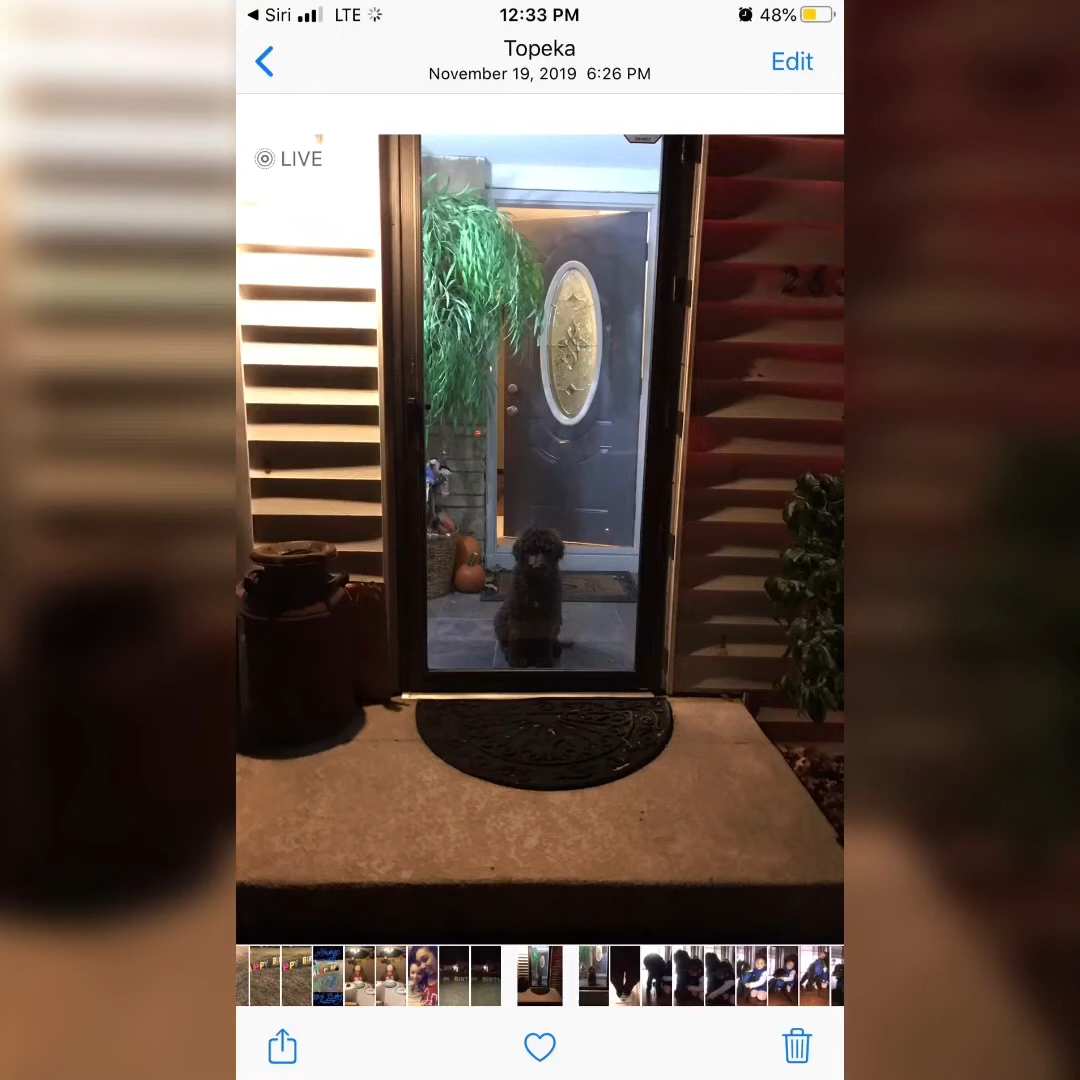 ◀ Siri LTE 12:33 PM 48%
Topeka
November 19, 2019 6:26 PM
Edit
LIVE